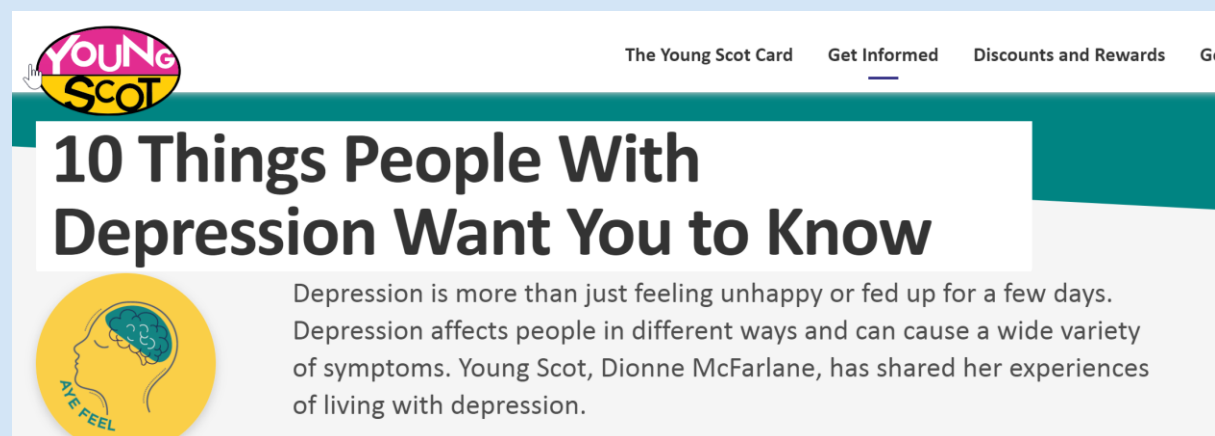 YOUNG
SCOT
The Young Scot Card Get Informed Discounts and Rewards
10 Things People With
Depression Want You to Know
Depression is more than just feeling unhappy or fed up for a few days.
Depression affects people in different ways and can cause a wide variety
of symptoms. Young Scot, Dionne McFarlane, has shared her experiences
of living with depression.
AYE FEEL